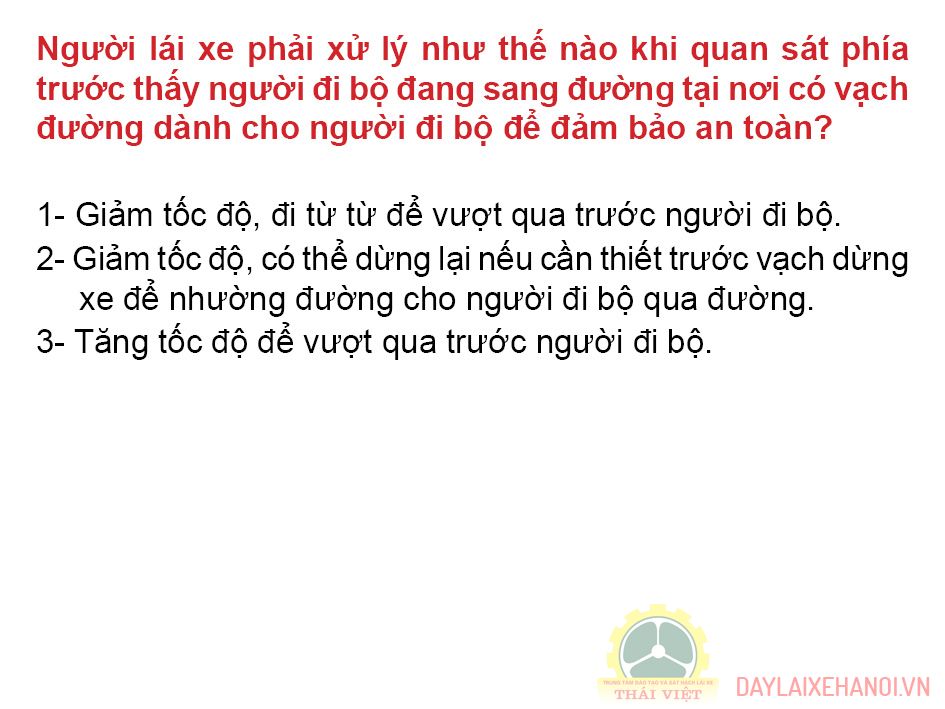 Người lái xe phải xử lý như thế nào khi quan sát phía
trước thấy người đi bộ đang sang đường tại nơi có vạch
đường dành cho người đi bộ để đảm bảo an toàn?
1- Giảm tốc độ, đi từ từ để vượt qua trước người đi bộ.
2- Giảm tốc độ, có thể dừng lại nếu cần thiết trước vạch dừng
xe để nhường đường cho người đi bộ qua đường.
3- Tăng tốc độ để vượt qua trước người đi bộ.
TRUNG TÂM ĐÀO TẠO VÀ SÁT HẠCH LÁI XE
THÁI VIỆT
DAYLAIXEHANOI.VN